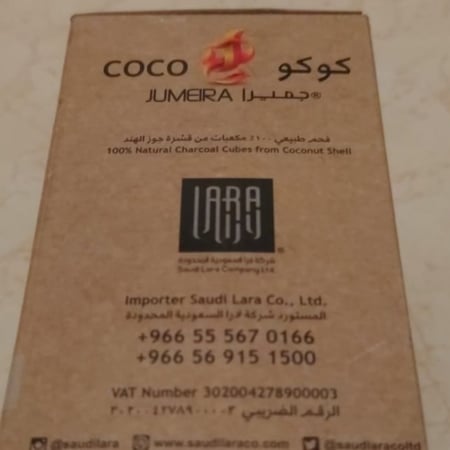 COCO كوكو
JUMEIRA جميرا®
فحم طبيعي ١٠٠٪ مكعبات من قشرة جوز الهند
100% Natural Charcoal Cubes from Coconut Shell
LARA
®
شركة لارا السعودية المحدودة
Saudi Lara Company Ltd.
Importer Saudi Lara Co., Ltd.
المستورد شركة لارا السعودية المحدودة
+966 55 567 0166
+966 56 915 1500
VAT Number 302004278900003
الرقم الضريبي ٣٠٢٠٠٤٢٧٨٩٠٠٠٠٣
@saudilara www.saudilaraco.com @saudilaracoltd